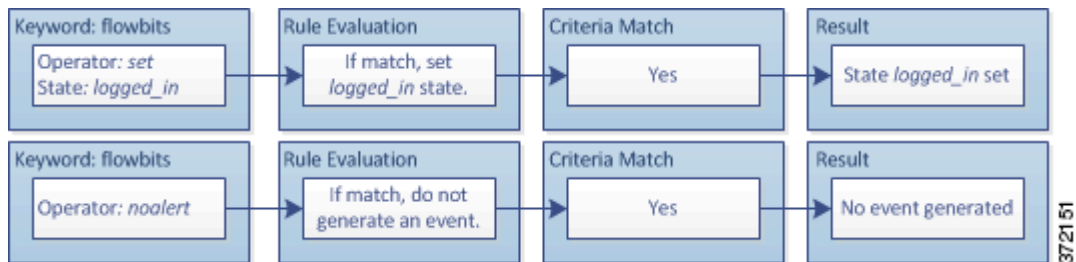 Keyword: flowbits
Operator: set
State: logged_in
Rule Evaluation
If match, set
logged_in state.
Criteria Match
Yes
Result
State logged_in set
Keyword: flowbits
Operator: noalert
Rule Evaluation
If match, do not
generate an event.
Criteria Match
Yes
Result
No event generated
372151